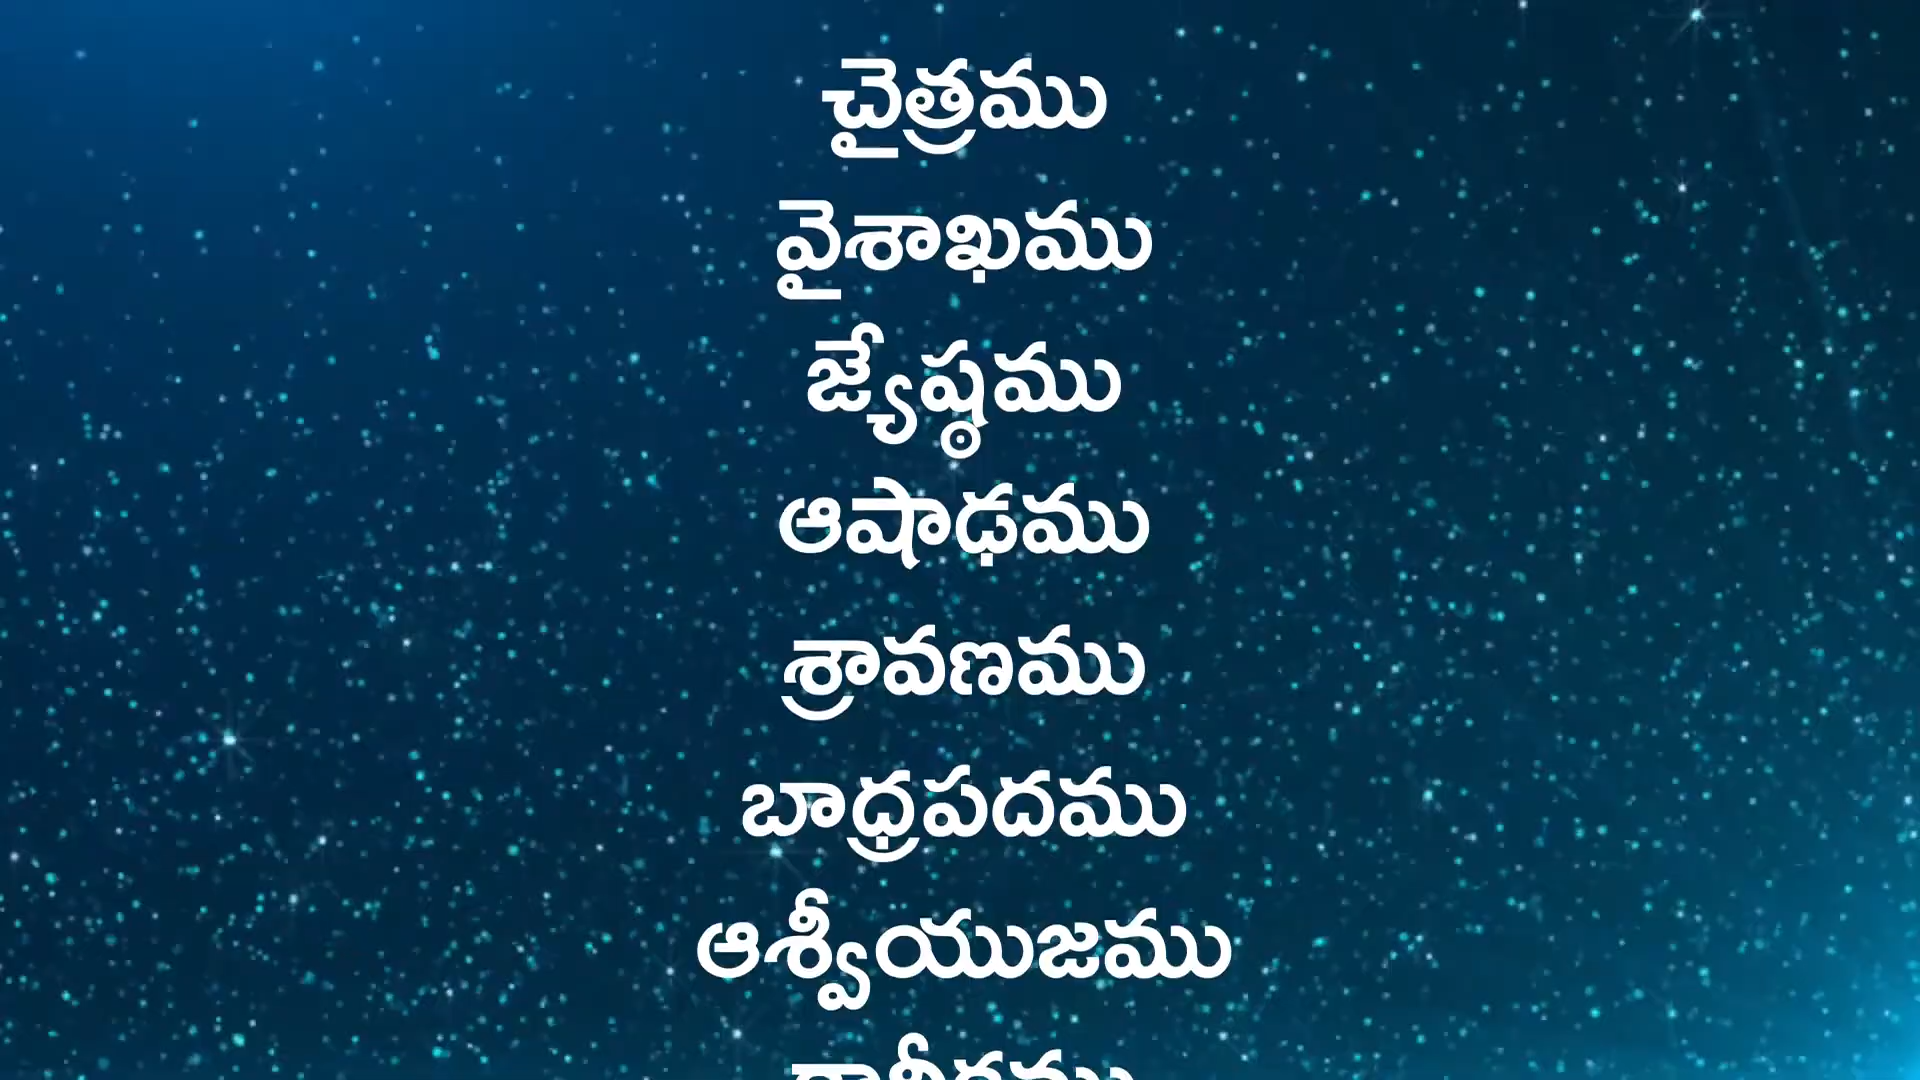 చైత్రము
వైశాఖము
జ్యేష్ఠము
ఆషాఢము
శ్రావణము
బాధ్రపదము
ఆశ్వీయుజము